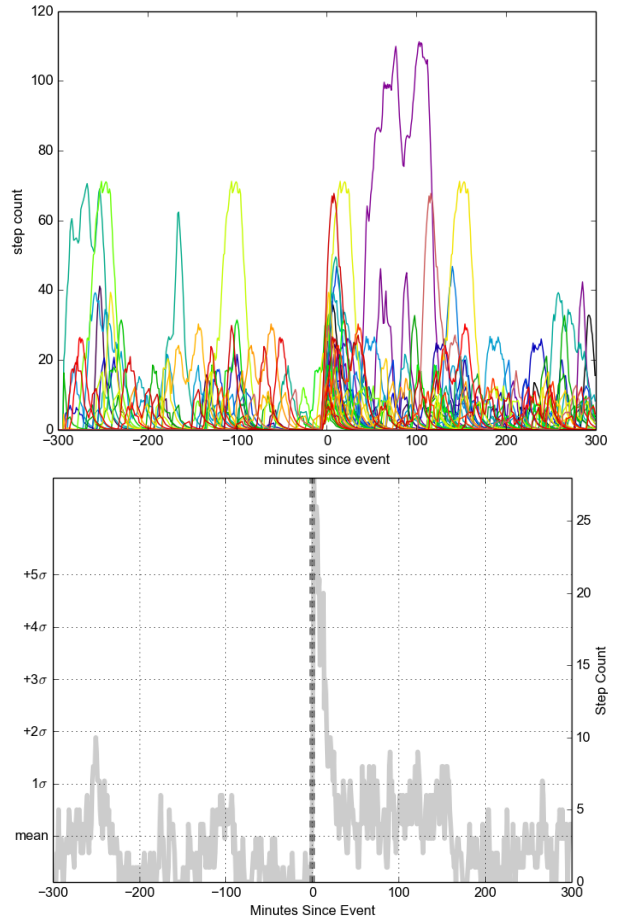 120
100
80
60
40
20
0
step count
−300 −200 −100 0 100 200 300
minutes since event
+5σ
+4σ
+3σ
+2σ
1σ
mean
25
20
15
10
5
0
Step Count
−300 −200 −100 0 100 200 300
Minutes Since Event